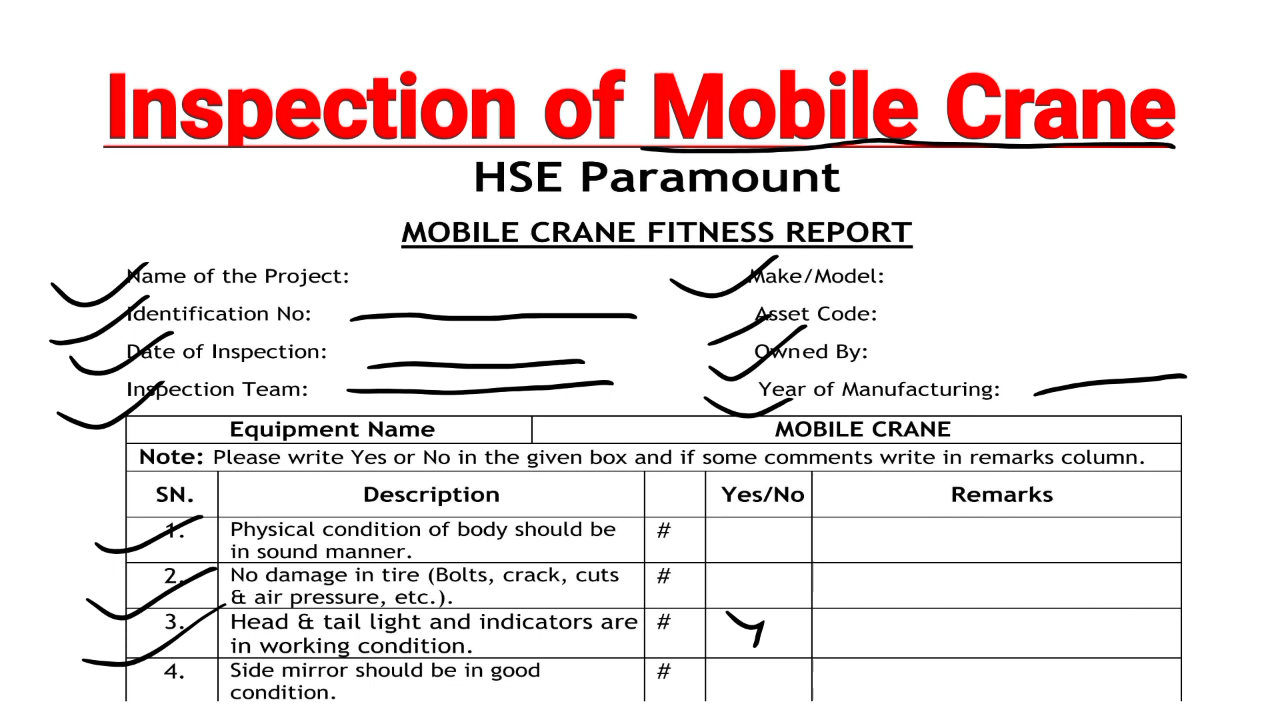 Inspection of Mobile Crane
HSE Paramount
MOBILE CRANE FITNESS REPORT
Name of the Project: Make/Model:
Identification No: Asset Code:
Date of Inspection: Owned By:
Inspection Team: Year of Manufacturing:
Equipment Name MOBILE CRANE
Note: Please write Yes or No in the given box and if some comments write in remarks column.
SN. Description Yes/No Remarks
1. Physical condition of body should be #
in sound manner.
2. No damage in tire (Bolts, crack, cuts #
& air pressure, etc.).
3. Head & tail light and indicators are # Y
in working condition.
4. Side mirror should be in good #
condition.